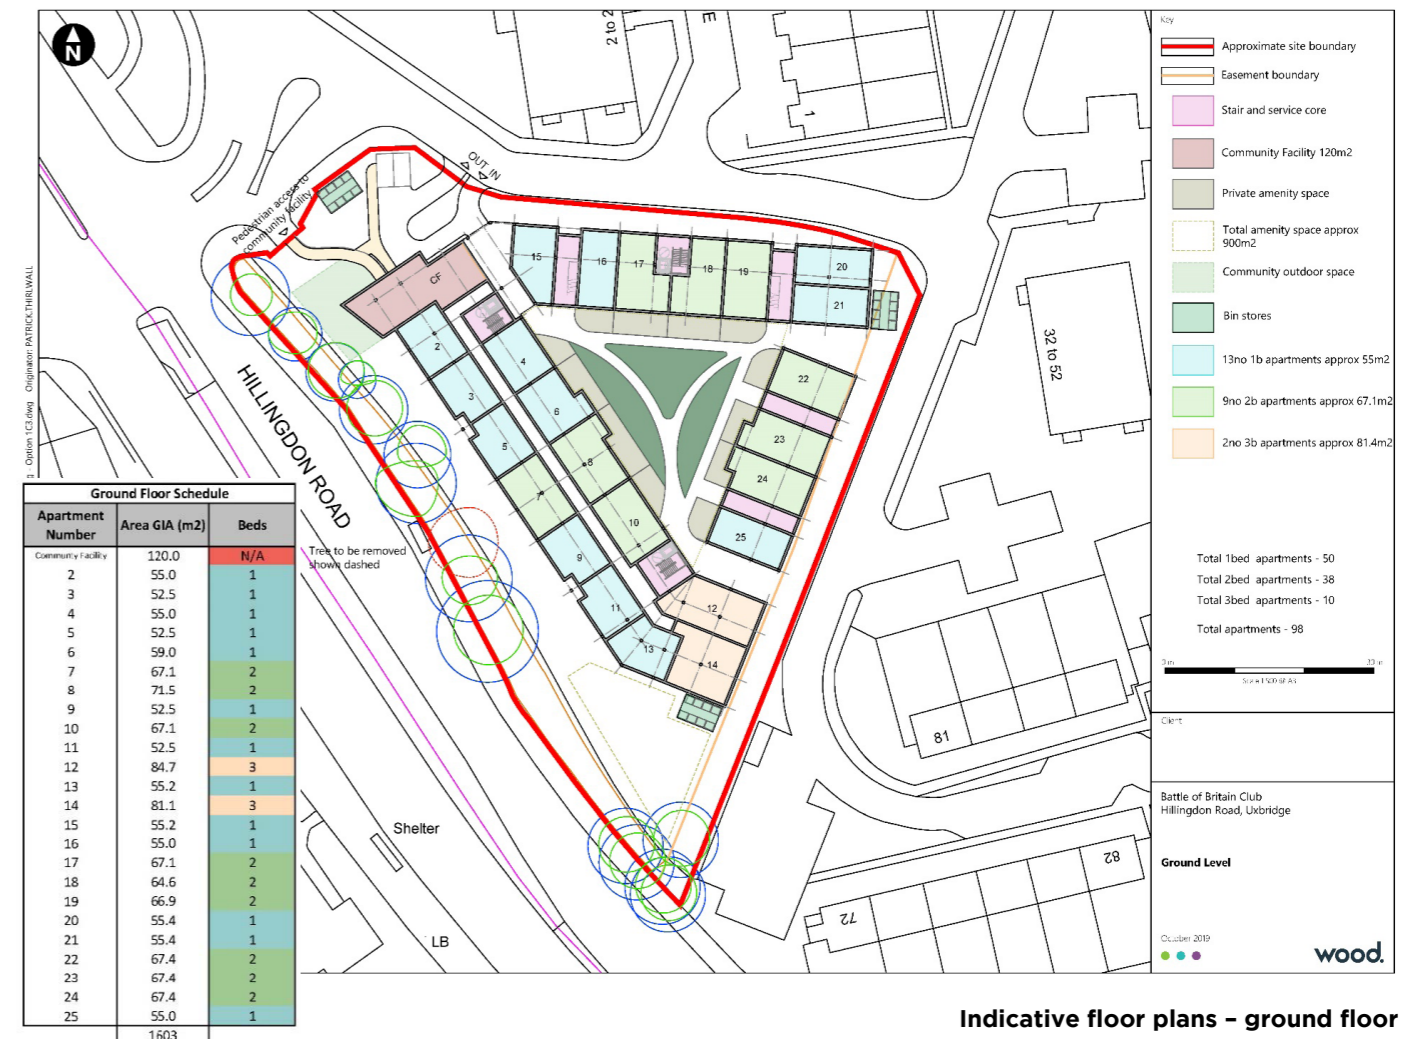 N
2 to 2
E
1
OUT IN
Pedestrian access to
community facility
Originator: PATRICK.THIRLWALL
- Option 1C3.dwg
HILLINGDON ROAD
Tree to be removed
shown dashed
CF
2
3
4
5
6
7
8
9
10
11
12
13
14
15
16
17
18
19
20
21
22
23
24
25
32 to 52
81
82
72
Shelter
LB
Key
Approximate site boundary
Easement boundary
Stair and service core
Community Facility 120m2
Private amenity space
Total amenity space approx
900m2
Community outdoor space
Bin stores
13no 1b apartments approx 55m2
9no 2b apartments approx 67.1m2
2no 3b apartments approx 81.4m2
Total 1bed apartments - 50
Total 2bed apartments - 38
Total 3bed apartments - 10
Total apartments - 98
Client
Battle of Britain Club
Hillingdon Road, Uxbridge
Ground Level
October 2019
wood.
Ground Floor Schedule
Apartment Number Area GIA (m2) Beds
Community Facility 120.0 N/A
2 55.0 1
3 52.5 1
4 55.0 1
5 52.5 1
6 59.0 1
7 67.1 2
8 71.5 2
9 52.5 1
10 67.1 2
11 52.5 1
12 84.7 3
13 55.2 1
14 81.1 3
15 55.2 1
16 55.0 1
17 67.1 2
18 64.6 2
19 66.9 2
20 55.4 1
21 55.4 1
22 67.4 2
23 67.4 2
24 67.4 2
25 55.0 1
1603
Indicative floor plans – ground floor